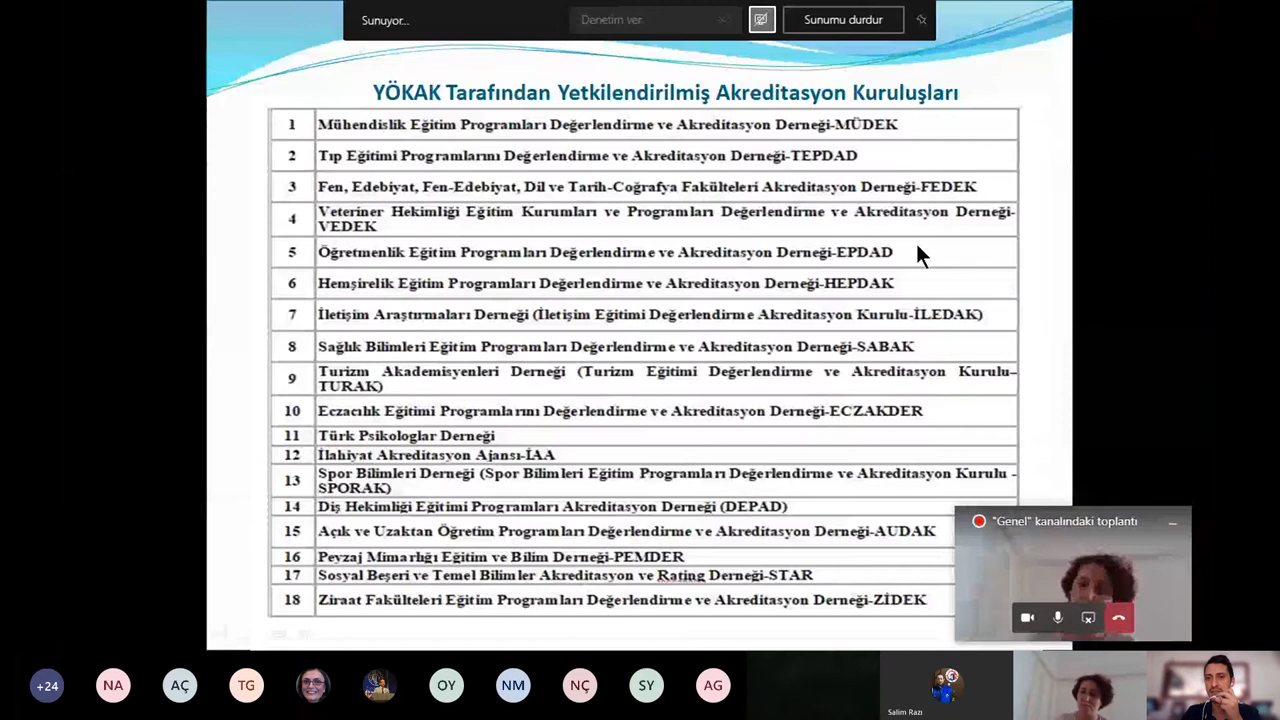 Sunuyor...
Denetim ver
Sunumu durdur
YÖKAK Tarafından Yetkilendirilmiş Akreditasyon Kuruluşları
1 Mühendislik Eğitim Programları Değerlendirme ve Akreditasyon Derneği-MÜDEK
2 Tıp Eğitimi Programlarını Değerlendirme ve Akreditasyon Derneği-TEPDAD
3 Fen, Edebiyat, Fen-Edebiyat, Dil ve Tarih-Coğrafya Fakülteleri Akreditasyon Derneği-FEDEK
4 Veteriner Hekimliği Eğitim Kurumları ve Programları Değerlendirme ve Akreditasyon Derneği-
VEDEK
5 Öğretmenlik Eğitim Programları Değerlendirme ve Akreditasyon Derneği-EPDAD
6 Hemşirelik Eğitim Programları Değerlendirme ve Akreditasyon Derneği-HEPDAK
7 İletişim Araştırmaları Derneği (İletişim Eğitimi Değerlendirme Akreditasyon Kurulu-İLEDAK)
8 Sağlık Bilimleri Eğitim Programları Değerlendirme ve Akreditasyon Derneği-SABAK
9 Turizm Akademisyenleri Derneği (Turizm Eğitimi Değerlendirme ve Akreditasyon Kurulu–
TURAK)
10 Eczacılık Eğitimi Programlarını Değerlendirme ve Akreditasyon Derneği-ECZAKDER
11 Türk Psikologlar Derneği
12 İlahiyat Akreditasyon Ajansı-İAA
13 Spor Bilimleri Derneği (Spor Bilimleri Eğitim Programları Değerlendirme ve Akreditasyon Kurulu -
SPORAK)
14 Diş Hekimliği Eğitimi Programları Akreditasyon Derneği (DEPAD)
15 Açık ve Uzaktan Öğretim Programları Değerlendirme ve Akreditasyon Derneği-AUDAK
16 Peyzaj Mimarlığı Eğitim ve Bilim Derneği-PEMDER
17 Sosyal Beşeri ve Temel Bilimler Akreditasyon ve Rating Derneği-STAR
18 Ziraat Fakülteleri Eğitim Programları Değerlendirme ve Akreditasyon Derneği-ZİDEK
"Genel" kanalındaki toplantı
+24
NA
AÇ
TG
OY
NM
NÇ
SY
AG
Salim Razı